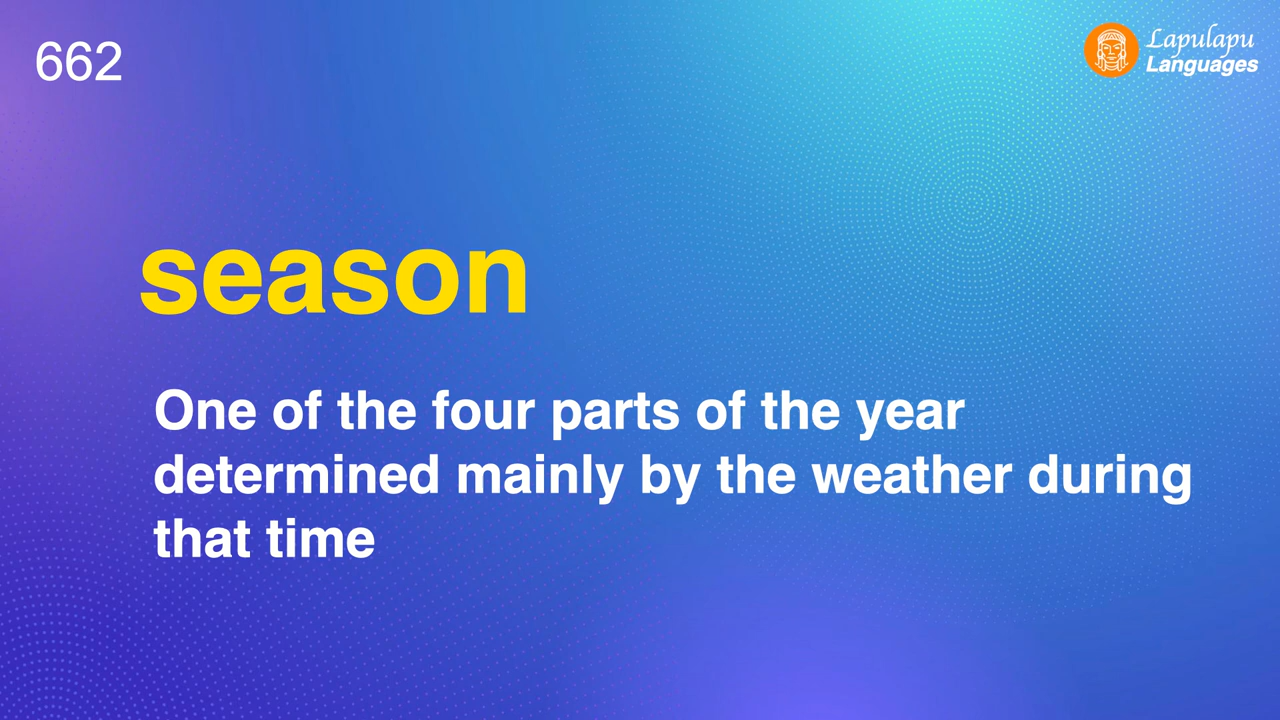 662
Lapulapu
Languages
season
One of the four parts of the year
determined mainly by the weather during
that time